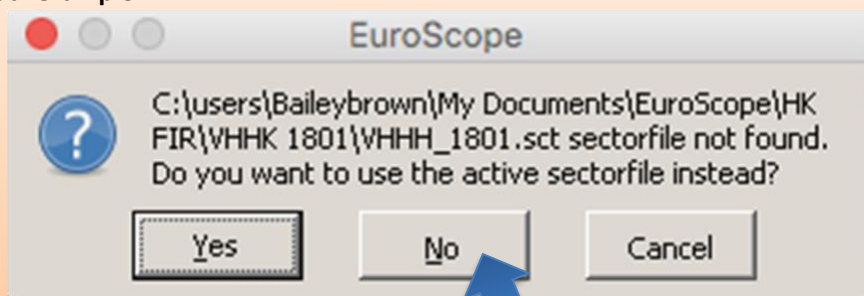 EuroScope
C:\users\Baileybrown\My Documents\EuroScope\HK
FIR\VHHK 1801\VHHH_1801.sct sectorfile not found.
Do you want to use the active sectorfile instead?
Yes
No
Cancel